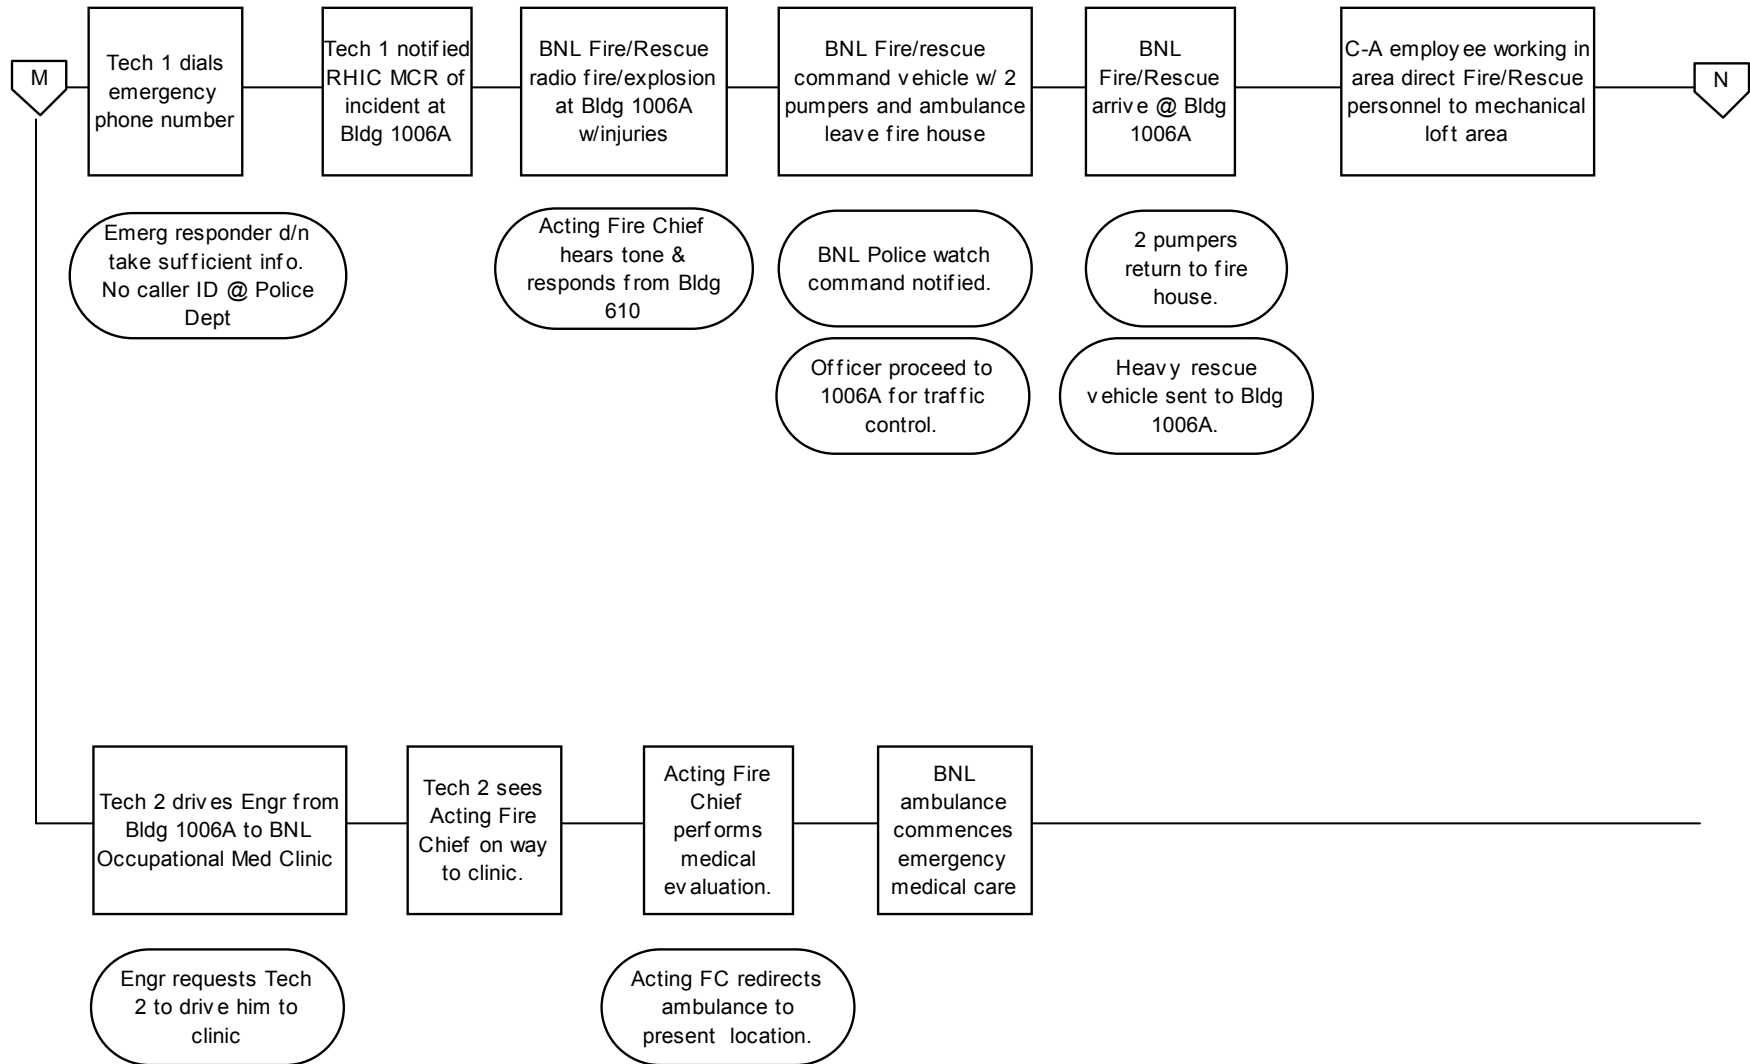 M
Tech 1 dials
emergency
phone number
Tech 1 notified
RHIC MCR of
incident at
Bldg 1006A
BNL Fire/Rescue
radio fire/explosion
at Bldg 1006A
w/injuries
BNL Fire/rescue
command vehicle w/ 2
pumpers and ambulance
leave fire house
BNL
Fire/Rescue
arrive @ Bldg
1006A
C-A employee working in
area direct Fire/Rescue
personnel to mechanical
loft area
N
Emerg responder d/n
take sufficient info.
No caller ID @ Police
Dept
Acting Fire Chief
hears tone &
responds from Bldg
610
BNL Police watch
command notified.
2 pumpers
return to fire
house.
Officer proceed to
1006A for traffic
control.
Heavy rescue
vehicle sent to Bldg
1006A.
Tech 2 drives Engr from
Bldg 1006A to BNL
Occupational Med Clinic
Tech 2 sees
Acting Fire
Chief on way
to clinic.
Acting Fire
Chief
performs
medical
evaluation.
BNL
ambulance
commences
emergency
medical care
Engr requests Tech
2 to drive him to
clinic
Acting FC redirects
ambulance to
present location.